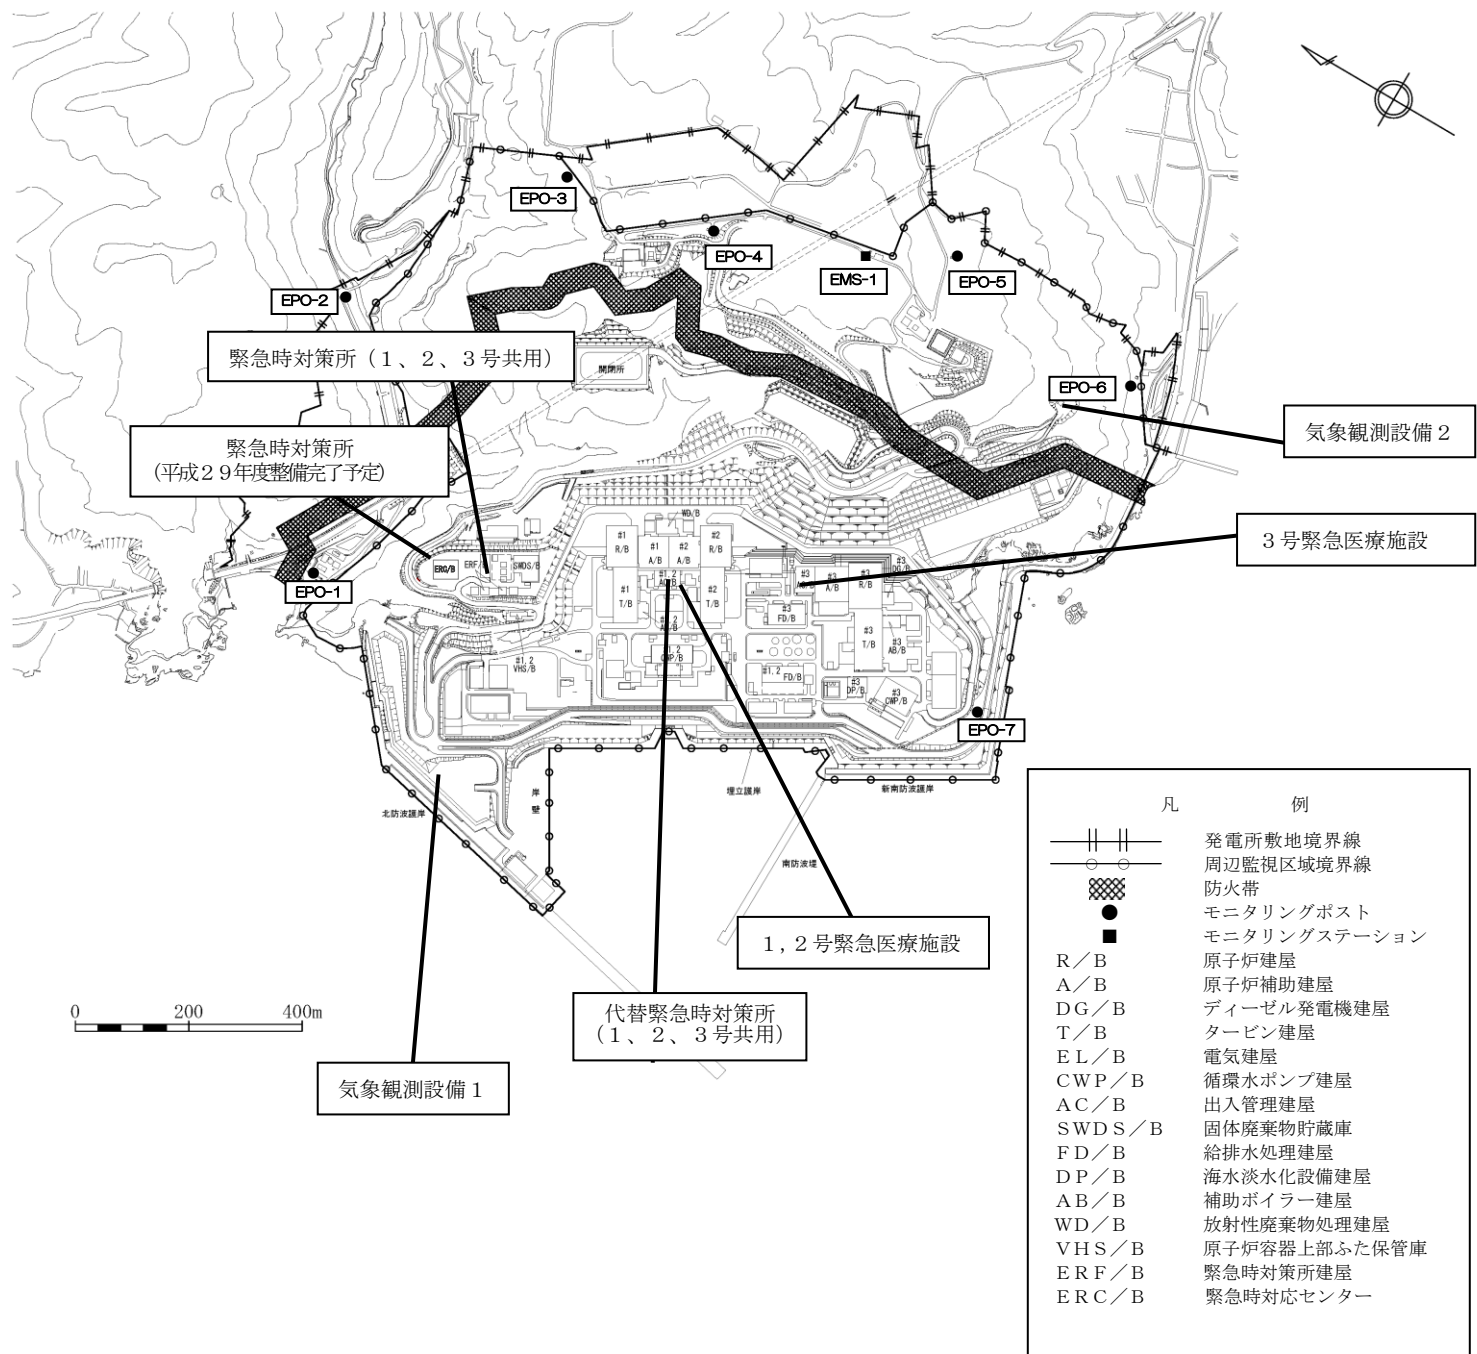 EPO-3
EPO-4
EMS-1
EPO-5
EPO-2
緊急時対策所（１、２、３号共用）
開閉所
EPO-6
気象観測設備２
緊急時対策所
（平成２９年度整備完了予定）
３号緊急医療施設
WD/B
#1
R/B
#1
A/B
#2
A/B
#2
R/B
ERC/B
ERF
SWDS/B
EPO-1
#1
T/B
#1,2
#2
T/B
#3
#3
A/B
#3
R/B
#3
DG/B
#3
FD/B
#3
T/B
#3
AB/B
#1,2
VHS/B
CWP/B
#1,2
FD/B
#3
DP/B
#3
CWP/B
EPO-7
岸壁
埋立護岸
新南防波護岸
北防波護岸
南防波堤
１,２号緊急医療施設
代替緊急時対策所
（１、２、３号共用）
気象観測設備１
0　200　400m
凡　例
発電所敷地境界線
周辺監視区域境界線
防火帯
モニタリングポスト
モニタリングステーション
Ｒ／Ｂ　原子炉建屋
Ａ／Ｂ　原子炉補助建屋
ＤＧ／Ｂ　ディーゼル発電機建屋
Ｔ／Ｂ　タービン建屋
ＥＬ／Ｂ　電気建屋
ＣＷＰ／Ｂ　循環水ポンプ建屋
ＡＣ／Ｂ　出入管理建屋
ＳＷＤＳ／Ｂ　固体廃棄物貯蔵庫
ＦＤ／Ｂ　給排水処理建屋
ＤＰ／Ｂ　海水淡水化設備建屋
ＡＢ／Ｂ　補助ボイラー建屋
ＷＤ／Ｂ　放射性廃棄物処理建屋
ＶＨＳ／Ｂ　原子炉容器上部ふた保管庫
ＥＲＦ／Ｂ　緊急時対策所建屋
ＥＲＣ／Ｂ　緊急時対応センター